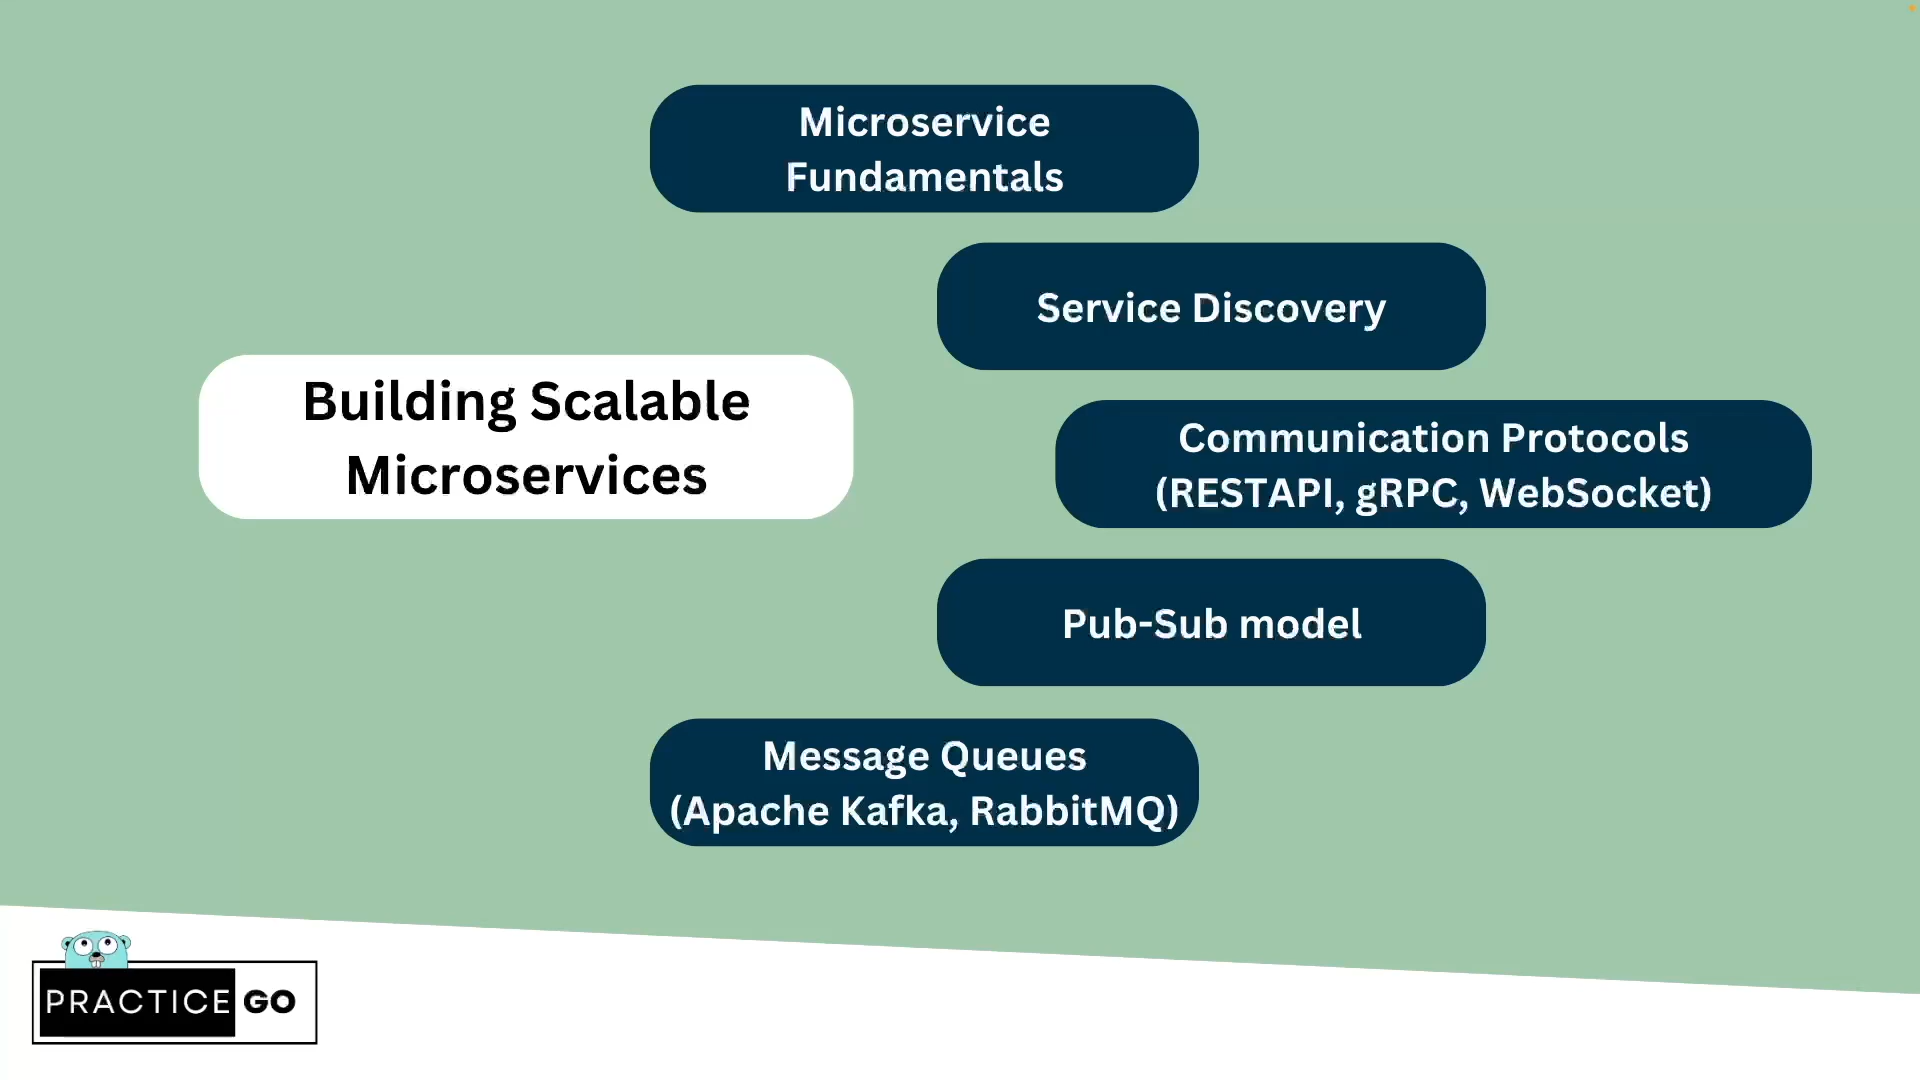 Microservice
Fundamentals
Service Discovery
Building Scalable
Microservices
Communication Protocols
(RESTAPI, gRPC, WebSocket)
Pub-Sub model
Message Queues
(Apache Kafka, RabbitMQ)
PRACTICE GO